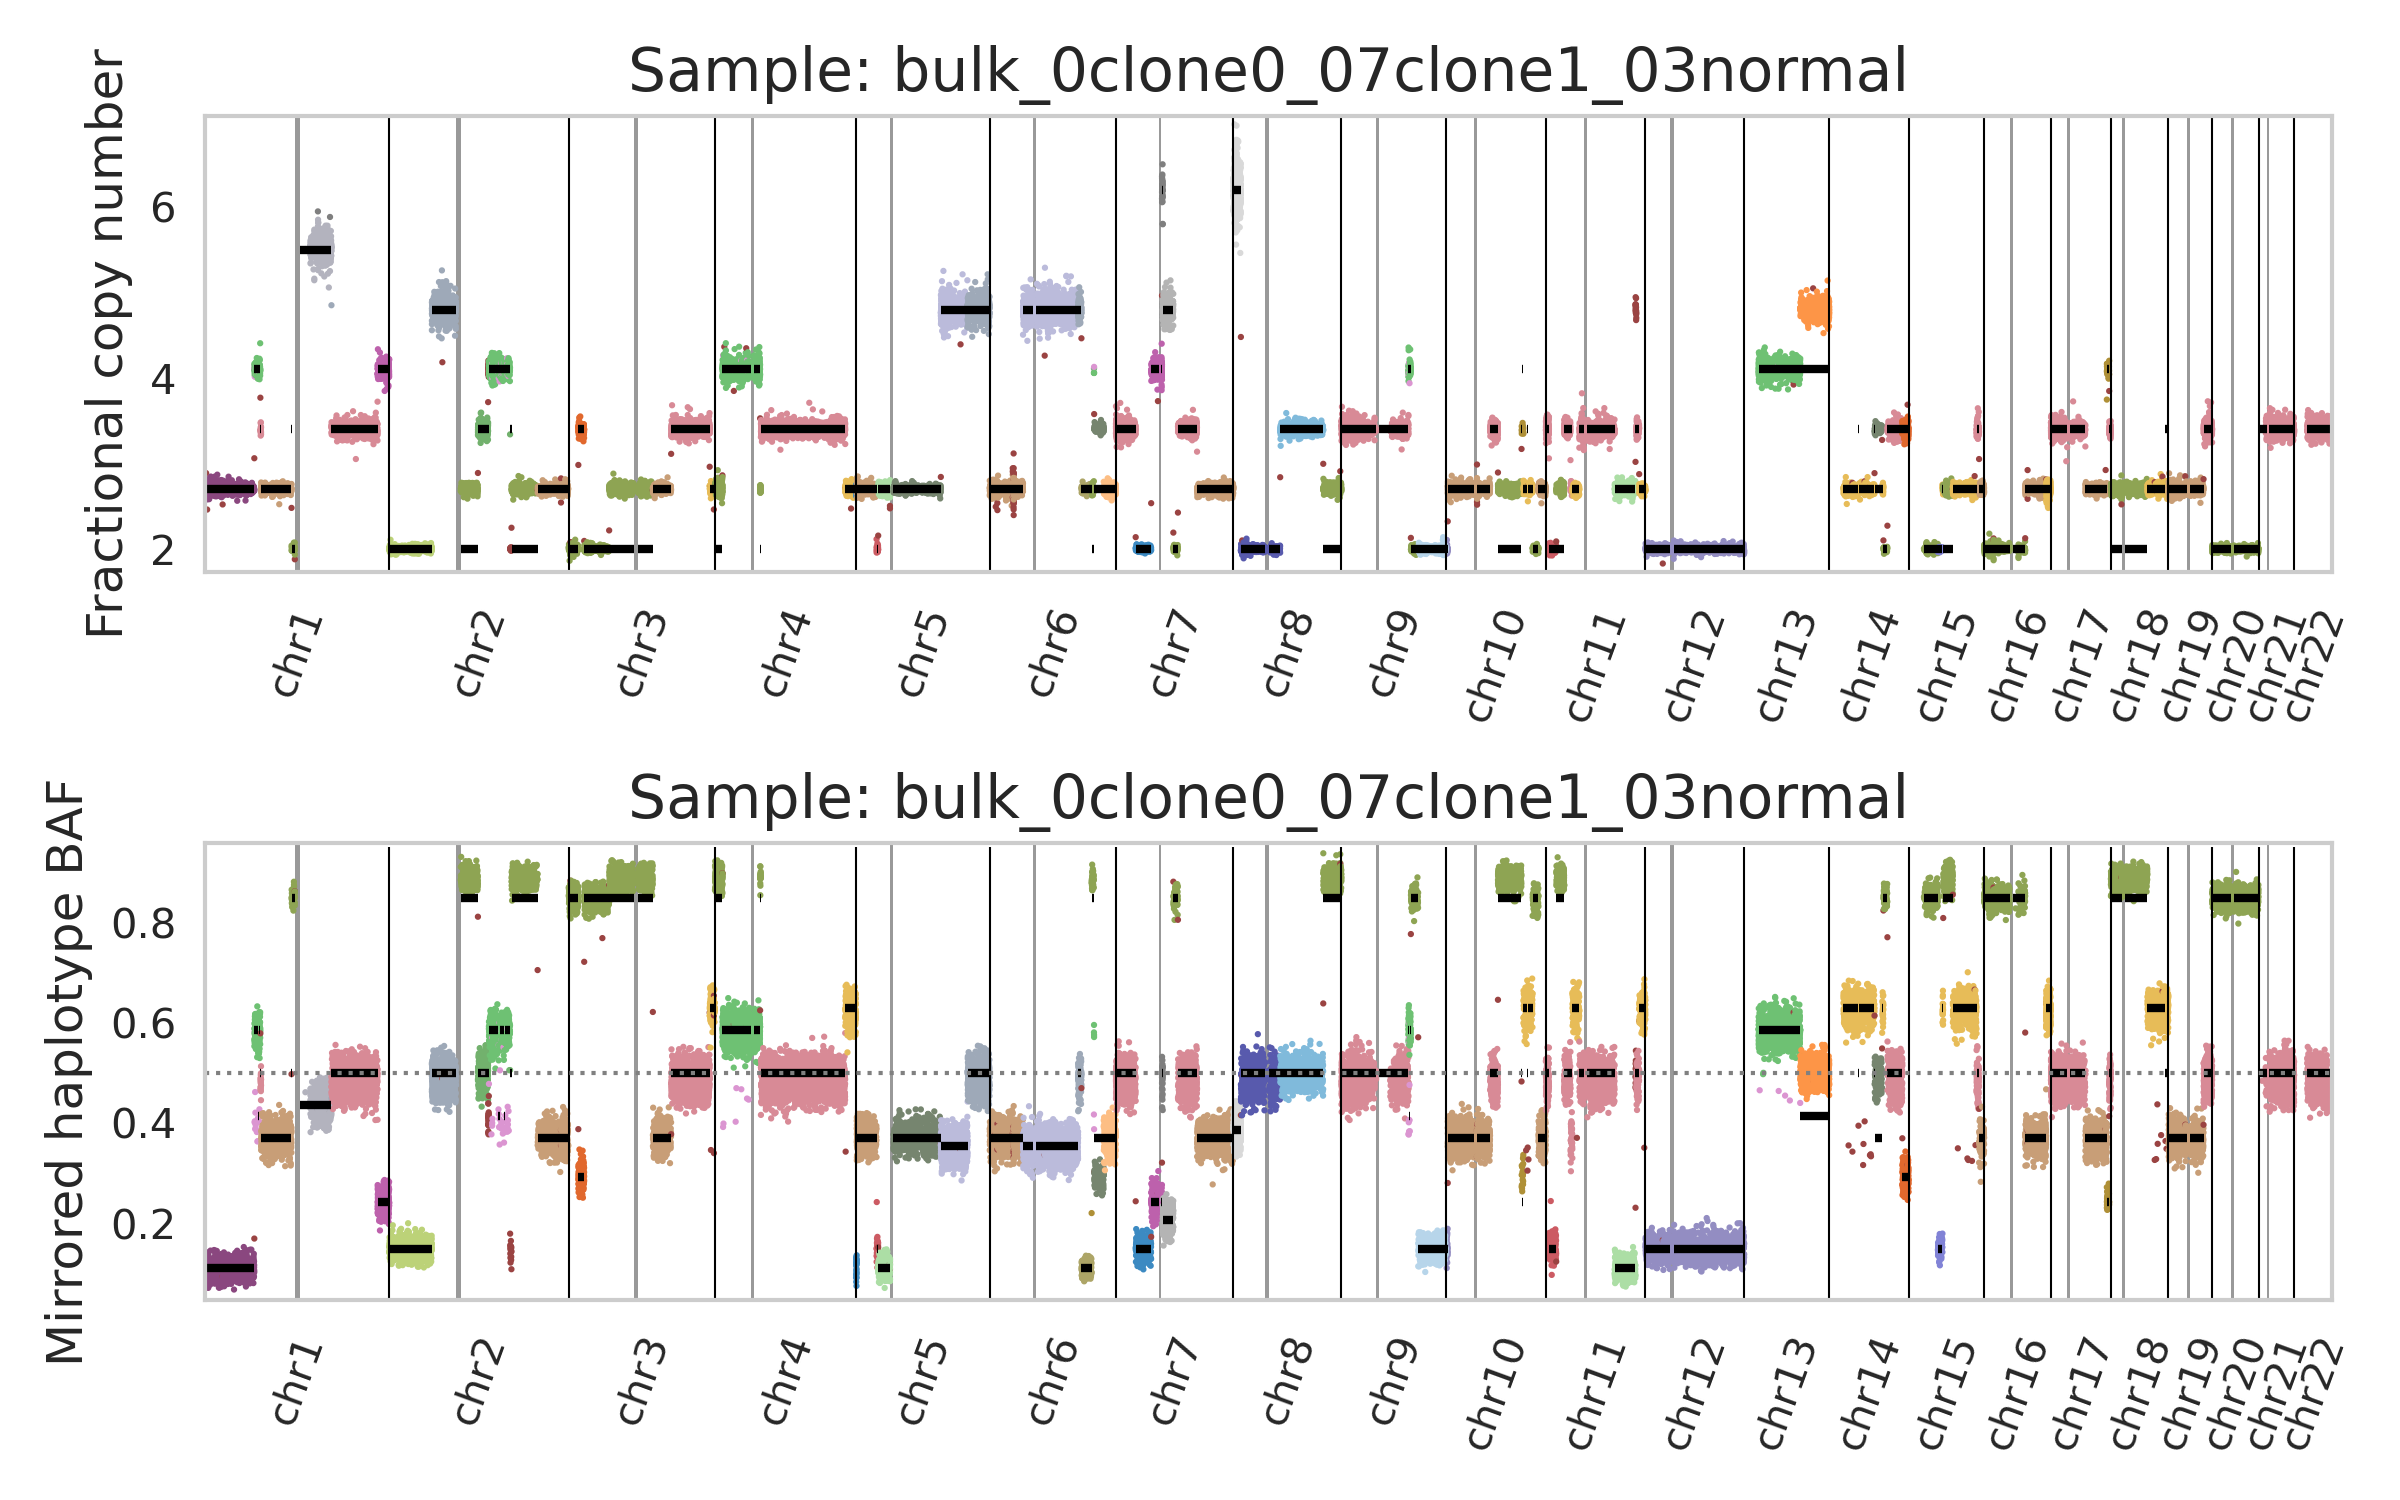 Sample: bulk_0clone0_07clone1_03normal
Fractional copy number
6
4
2
chr1 chr2 chr3 chr4 chr5 chr6 chr7 chr8 chr9 chr10 chr11 chr12 chr13 chr14 chr15 chr16 chr17 chr18 chr19 chr20 chr21 chr22
Sample: bulk_0clone0_07clone1_03normal
Mirrored haplotype BAF
0.8
0.6
0.4
0.2
chr1 chr2 chr3 chr4 chr5 chr6 chr7 chr8 chr9 chr10 chr11 chr12 chr13 chr14 chr15 chr16 chr17 chr18 chr19 chr20 chr21 chr22